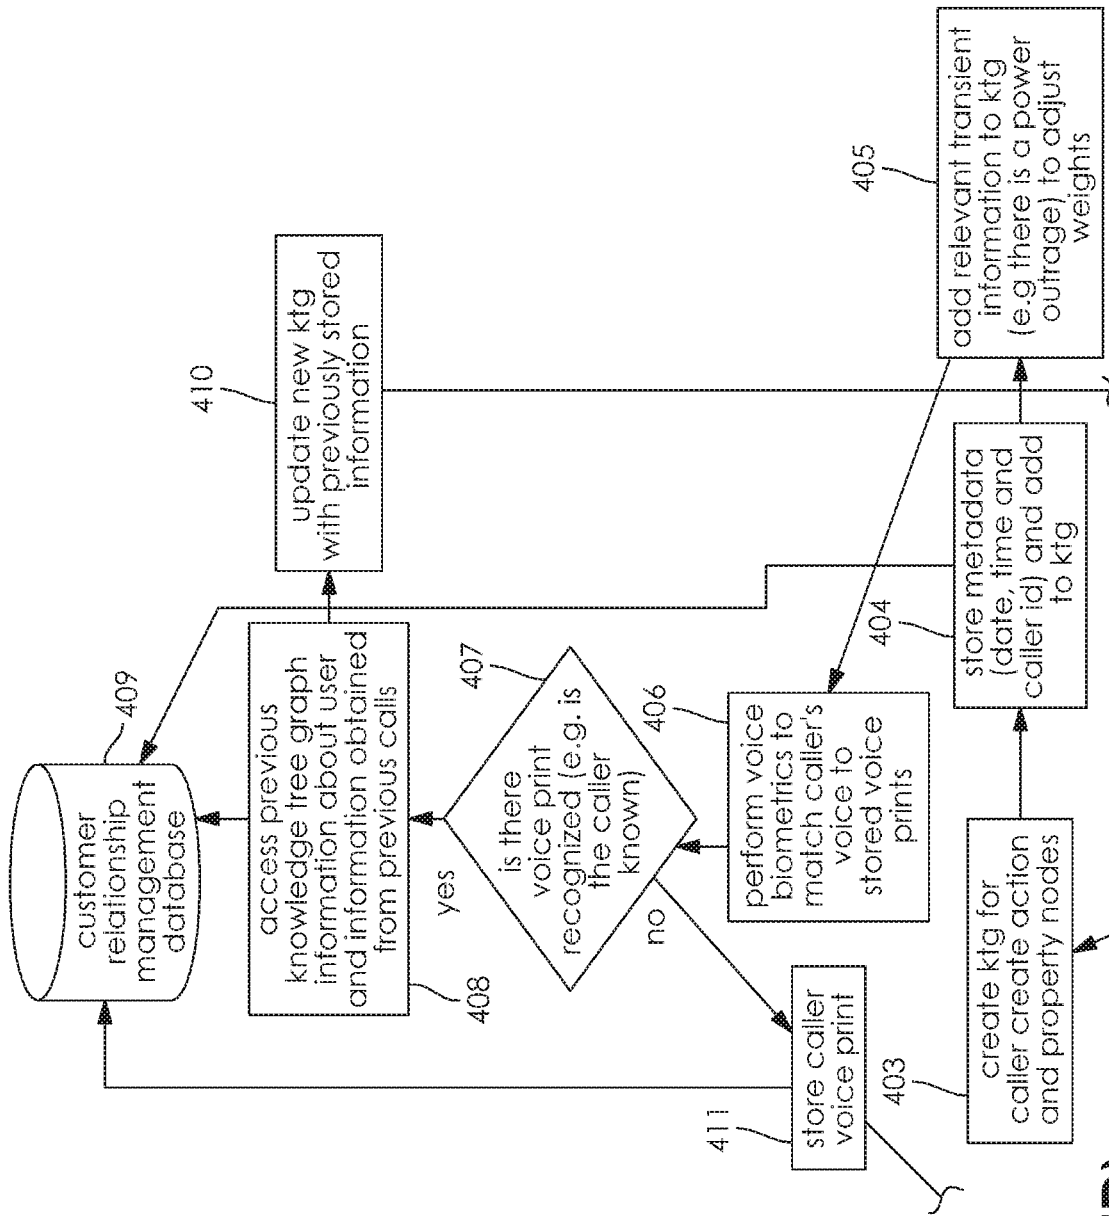 customer
relationship
management
database
409
access previous
knowledge tree graph
information about user
and information obtained
from previous calls
408
update new ktg
with previously stored
information
410
yes
is there
voice print
recognized (e.g. is
the caller
known)
407
no
store caller
voice print
411
perform voice
biometrics to
match caller's
voice to
stored voice
prints
406
create ktg for
caller create action
and property nodes
403
store metadata
(date, time and
caller id) and add
to ktg
404
add relevant transient
information to ktg
(e.g there is a power
outrage) to adjust
weights
405